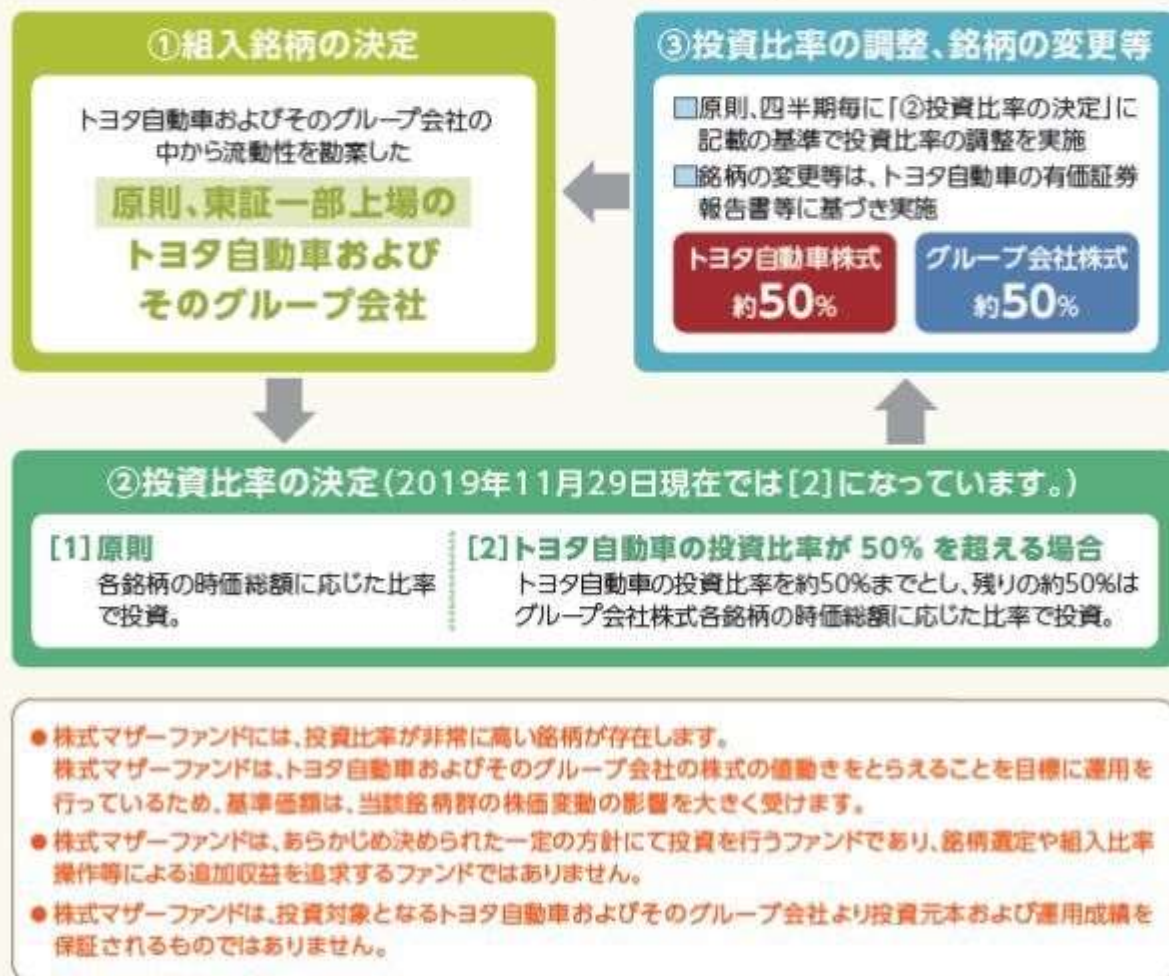 ①組入銘柄の決定
トヨタ自動車およびそのグループ会社の
中から流動性を勘案した
原則、東証一部上場の
トヨタ自動車および
そのグループ会社
③投資比率の調整、銘柄の変更等
原則、四半期毎に「②投資比率の決定」に
記載の基準で投資比率の調整を実施
銘柄の変更等は、トヨタ自動車の有価証券
報告書等に基づき実施
トヨタ自動車株式
約50%
グループ会社株式
約50%
②投資比率の決定(2019年11月29日現在では[2]になっています。)
[1]原則
各銘柄の時価総額に応じた比率
で投資。
[2]トヨタ自動車の投資比率が 50% を超える場合
トヨタ自動車の投資比率を約50%までとし、残りの約50%は
グループ会社株式各銘柄の時価総額に応じた比率で投資。
●株式マザーファンドには、投資比率が非常に高い銘柄が存在します。
株式マザーファンドは、トヨタ自動車およびそのグループ会社の株式の値動きをとらえることを目標に運用を
行っているため、基準価額は、当該銘柄群の株価変動の影響を大きく受けます。
●株式マザーファンドは、あらかじめ決められた一定の方針にて投資を行うファンドであり、銘柄選定や組入比率
操作等による追加収益を追求するファンドではありません。
●株式マザーファンドは、投資対象となるトヨタ自動車およびそのグループ会社より投資元本および運用成績を
保証されるものではありません。